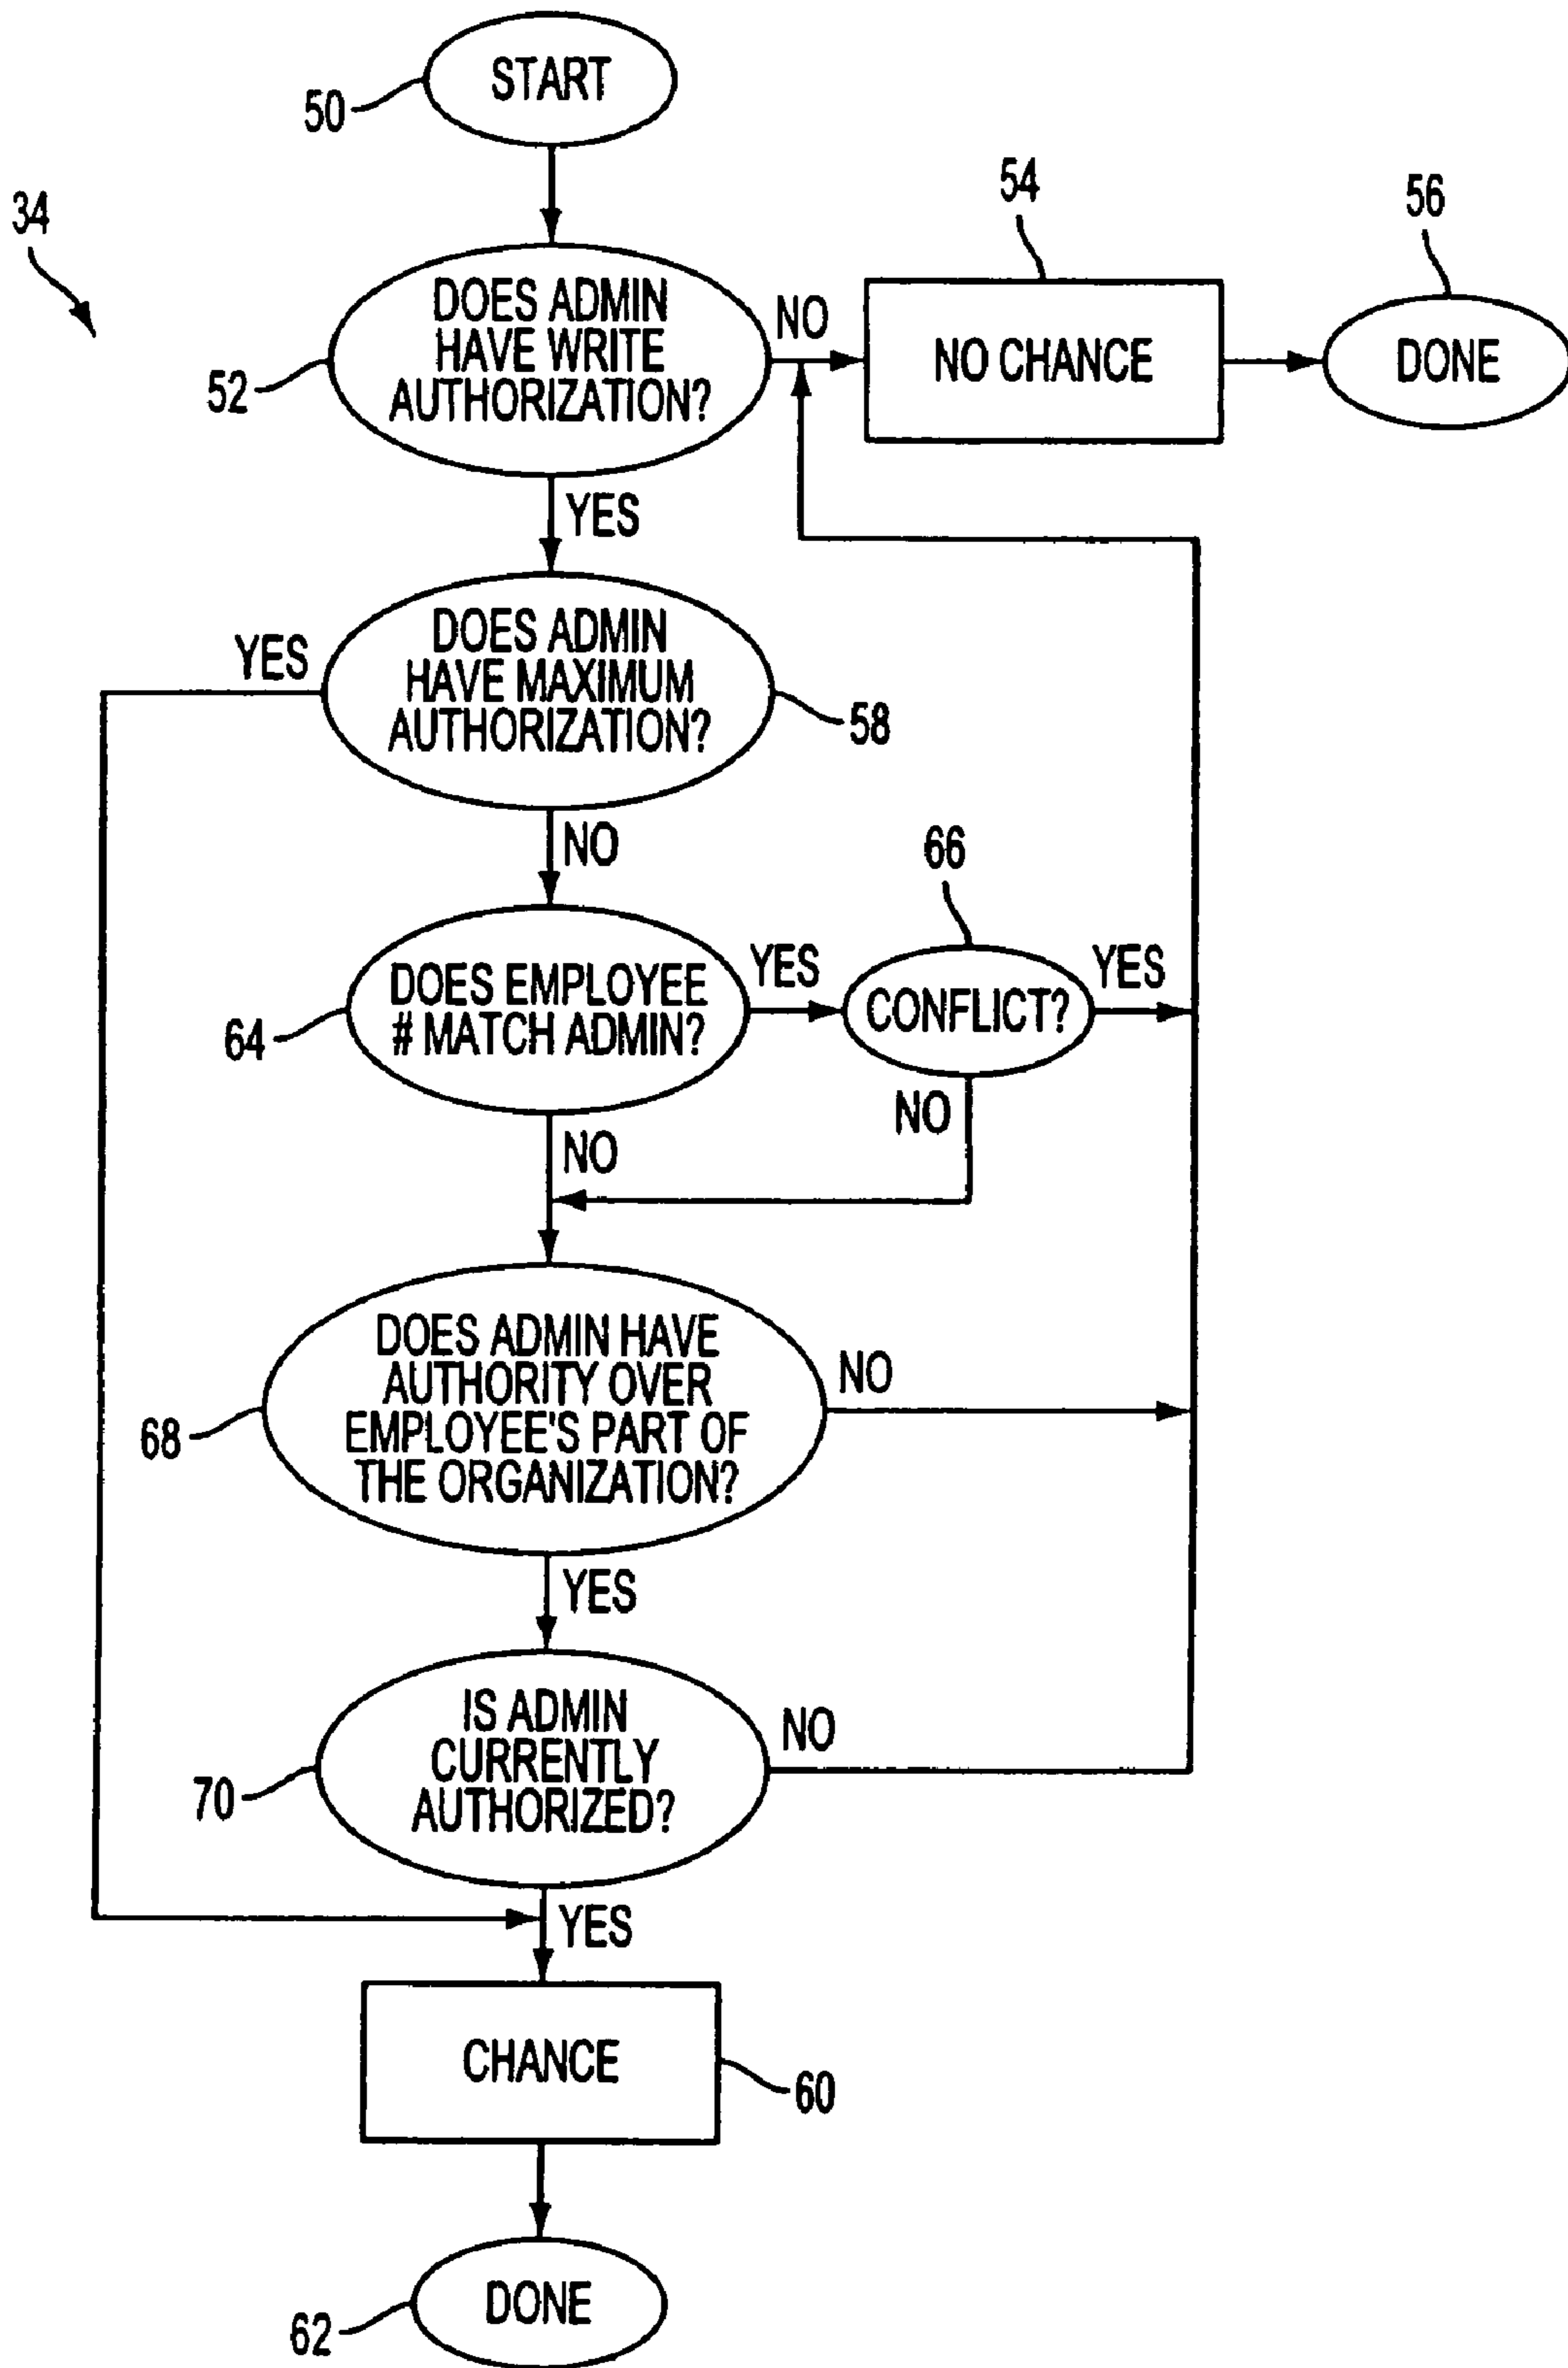 START
50
34
54
56
DOES ADMIN
HAVE WRITE
AUTHORIZATION?
52
NO
NO CHANCE
DONE
YES
DOES ADMIN
HAVE MAXIMUM
AUTHORIZATION?
YES
58
NO
66
DOES EMPLOYEE
# MATCH ADMIN?
64
YES
CONFLICT?
YES
NO
NO
DOES ADMIN HAVE
AUTHORITY OVER
EMPLOYEE'S PART OF
THE ORGANIZATION?
68
NO
YES
IS ADMIN
CURRENTLY
AUTHORIZED?
70
NO
YES
CHANCE
60
DONE
62